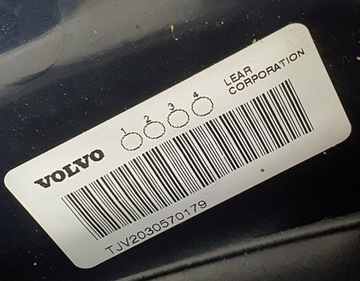 VOLVO
1 2 3 4
LEAR
CORPORATION
TJV2030570179